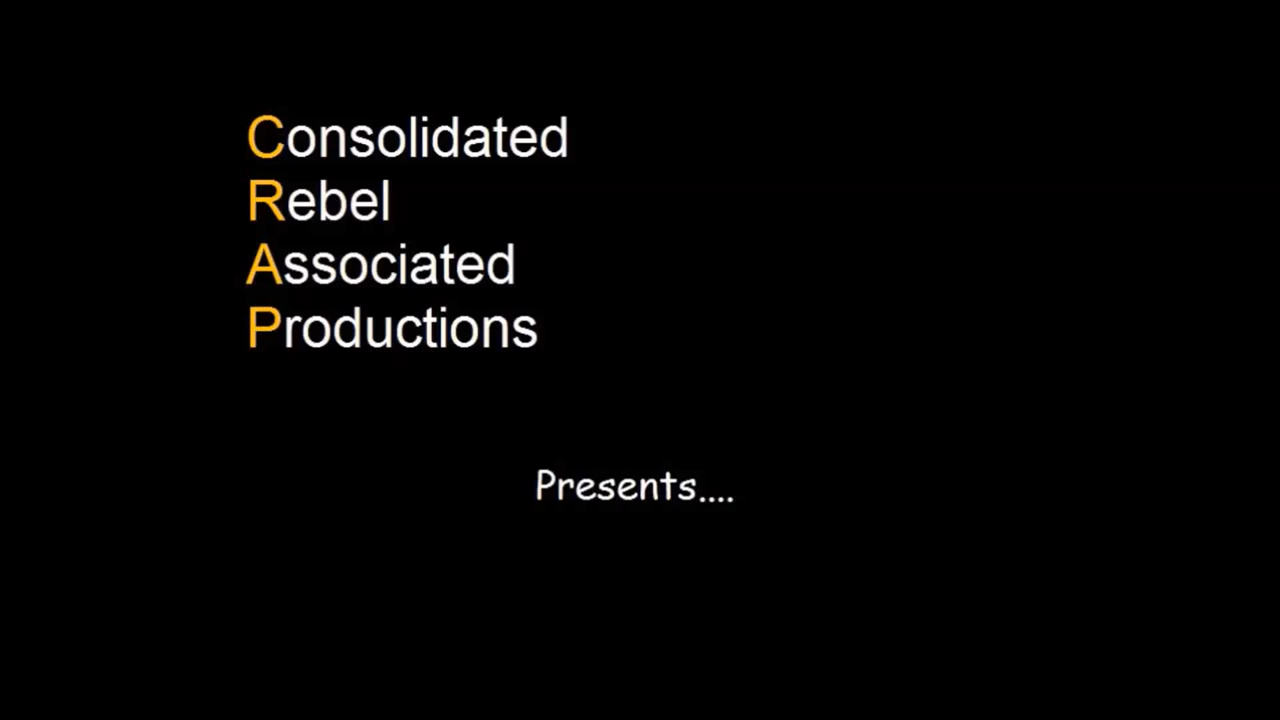 Consolidated
Rebel
Associated
Productions
Presents....